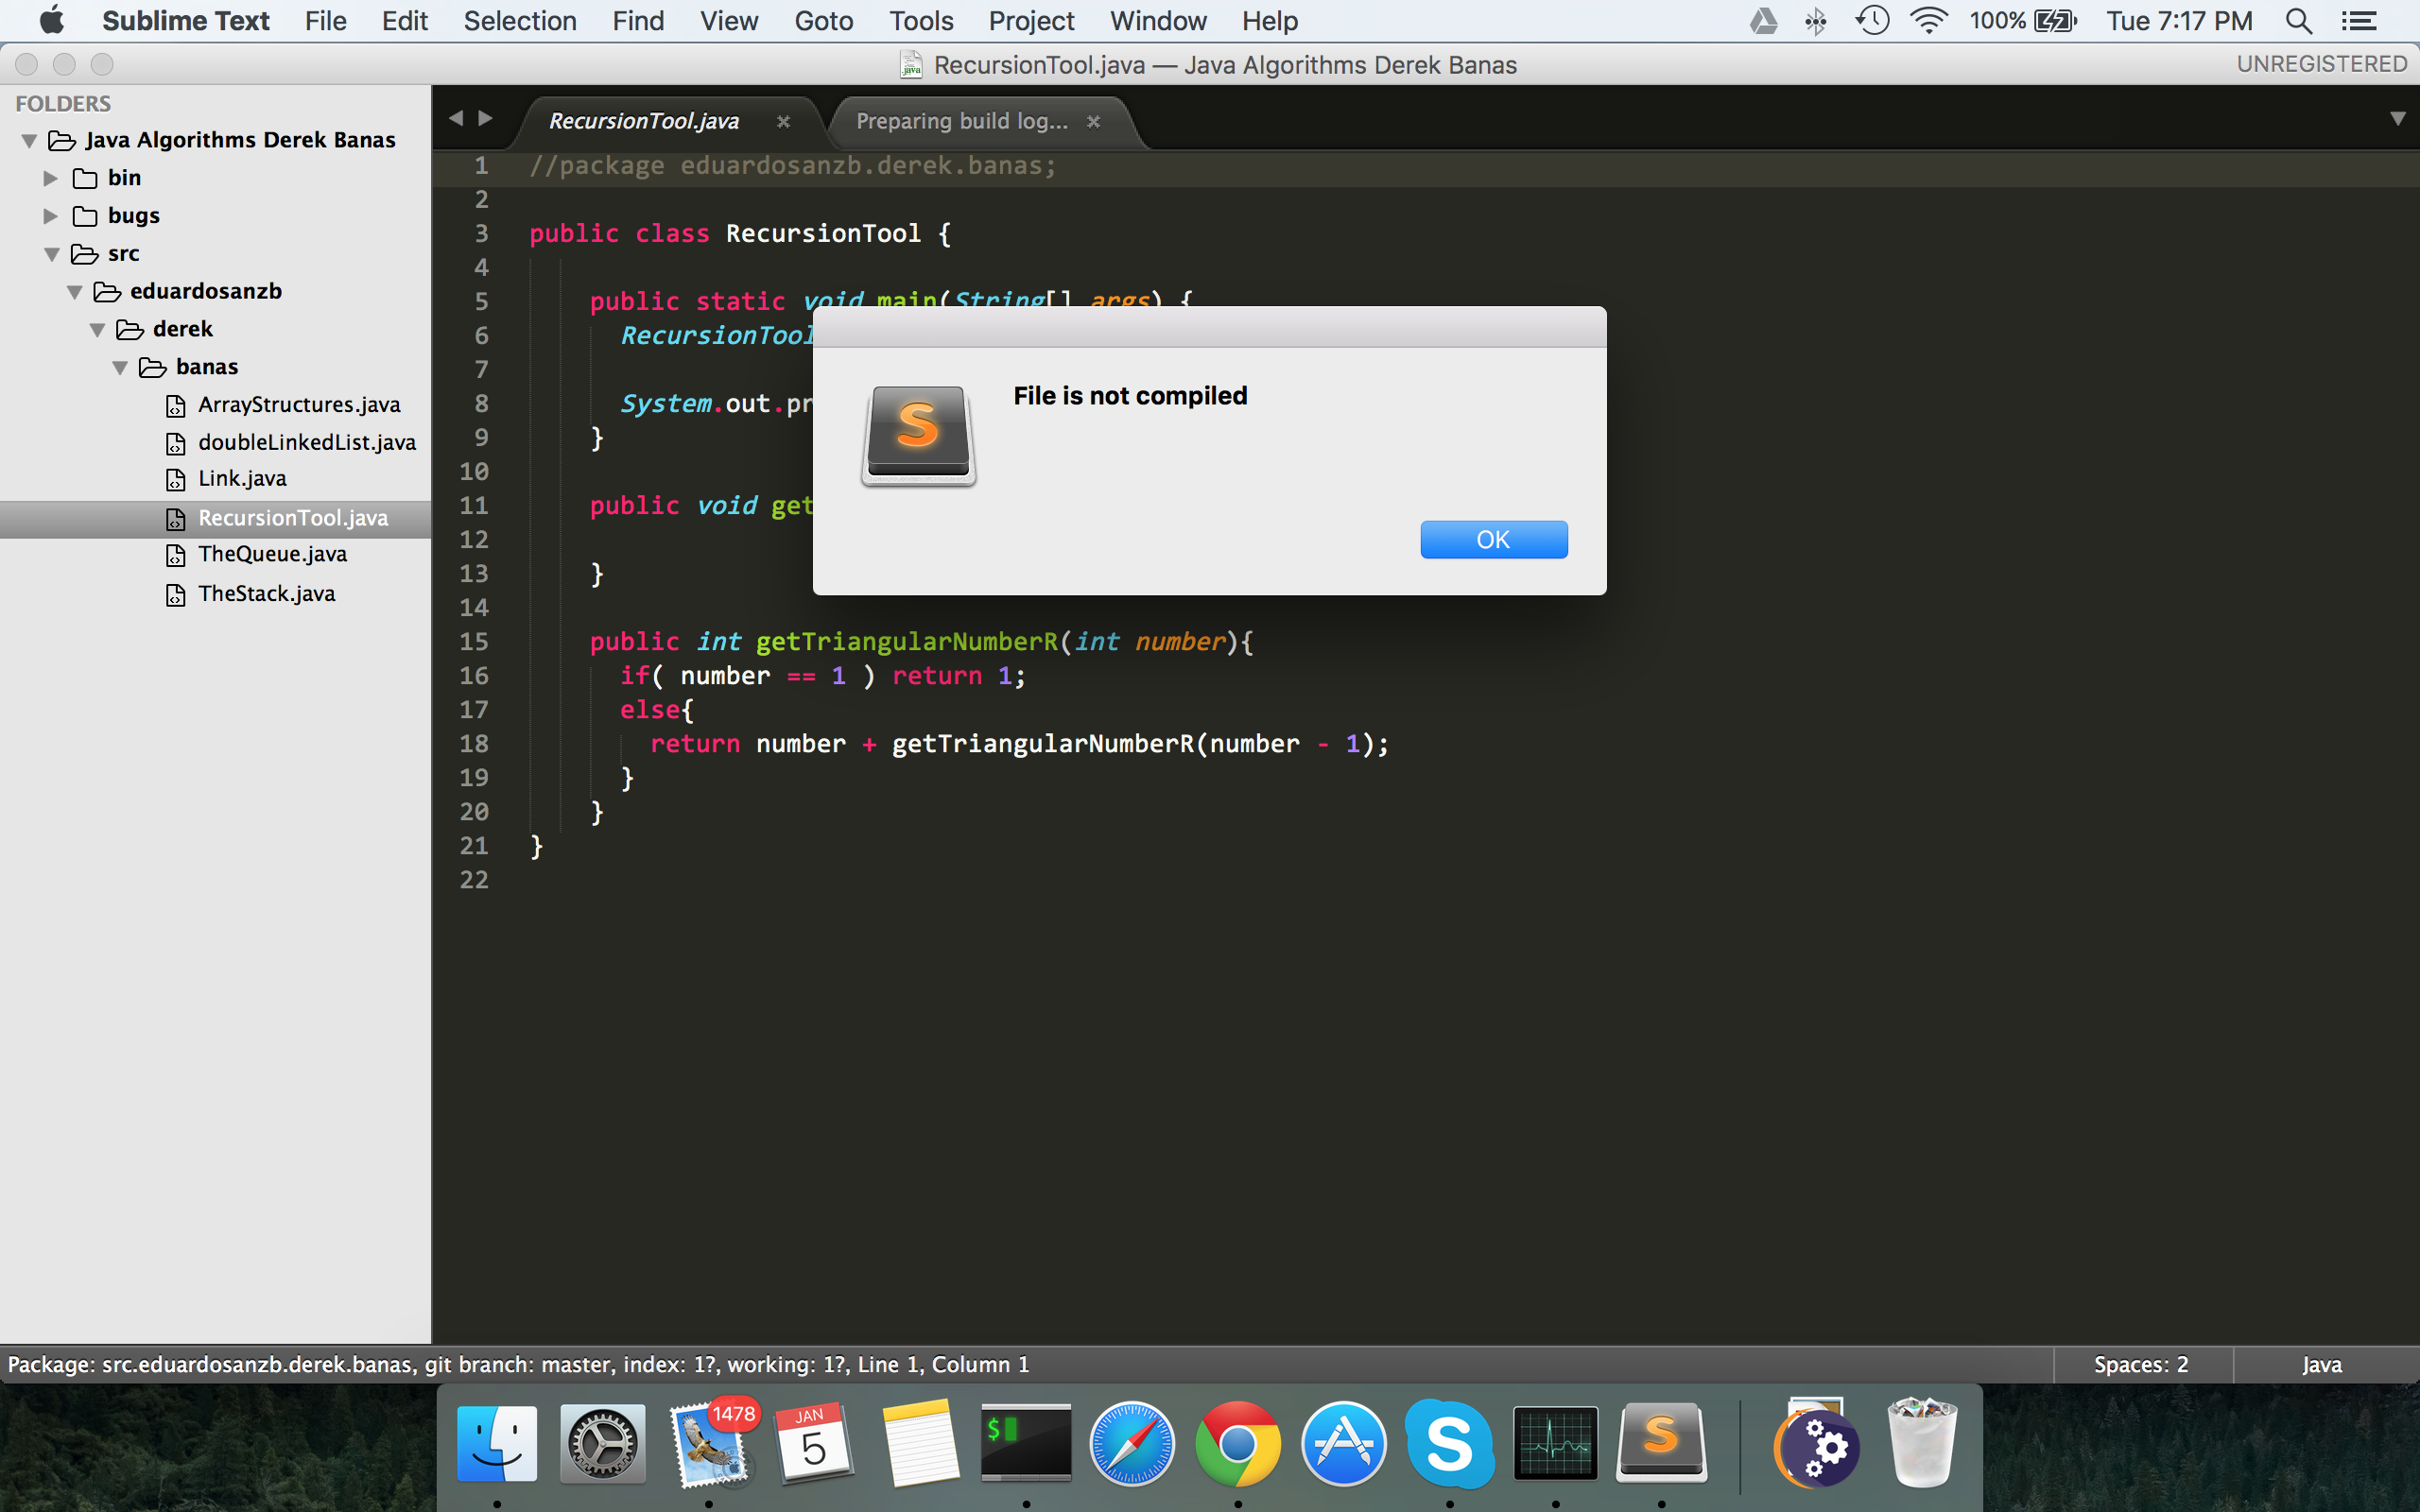 Sublime Text File Edit Selection Find View Goto Tools Project Window Help 100% Tue 7:17 PM
RecursionTool.java — Java Algorithms Derek Banas UNREGISTERED
FOLDERS
Java Algorithms Derek Banas
bin
bugs
src
eduardosanzb
derek
banas
ArrayStructures.java
doubleLinkedList.java
Link.java
RecursionTool.java
TheQueue.java
TheStack.java
RecursionTool.java Preparing build log...
1 //package eduardosanzb.derek.banas;
2
3 public class RecursionTool {
4
5 public static void main(String[] args) {
6 RecursionTool
7
8 System.out.pr
9 }
10
11 public void get
12
13 }
14
15 public int getTriangularNumberR(int number){
16 if( number == 1 ) return 1;
17 else{
18 return number + getTriangularNumberR(number - 1);
19 }
20 }
21 }
22
File is not compiled
OK
Package: src.eduardosanzb.derek.banas, git branch: master, index: 1?, working: 1?, Line 1, Column 1 Spaces: 2 Java
1478
JAN
5
$